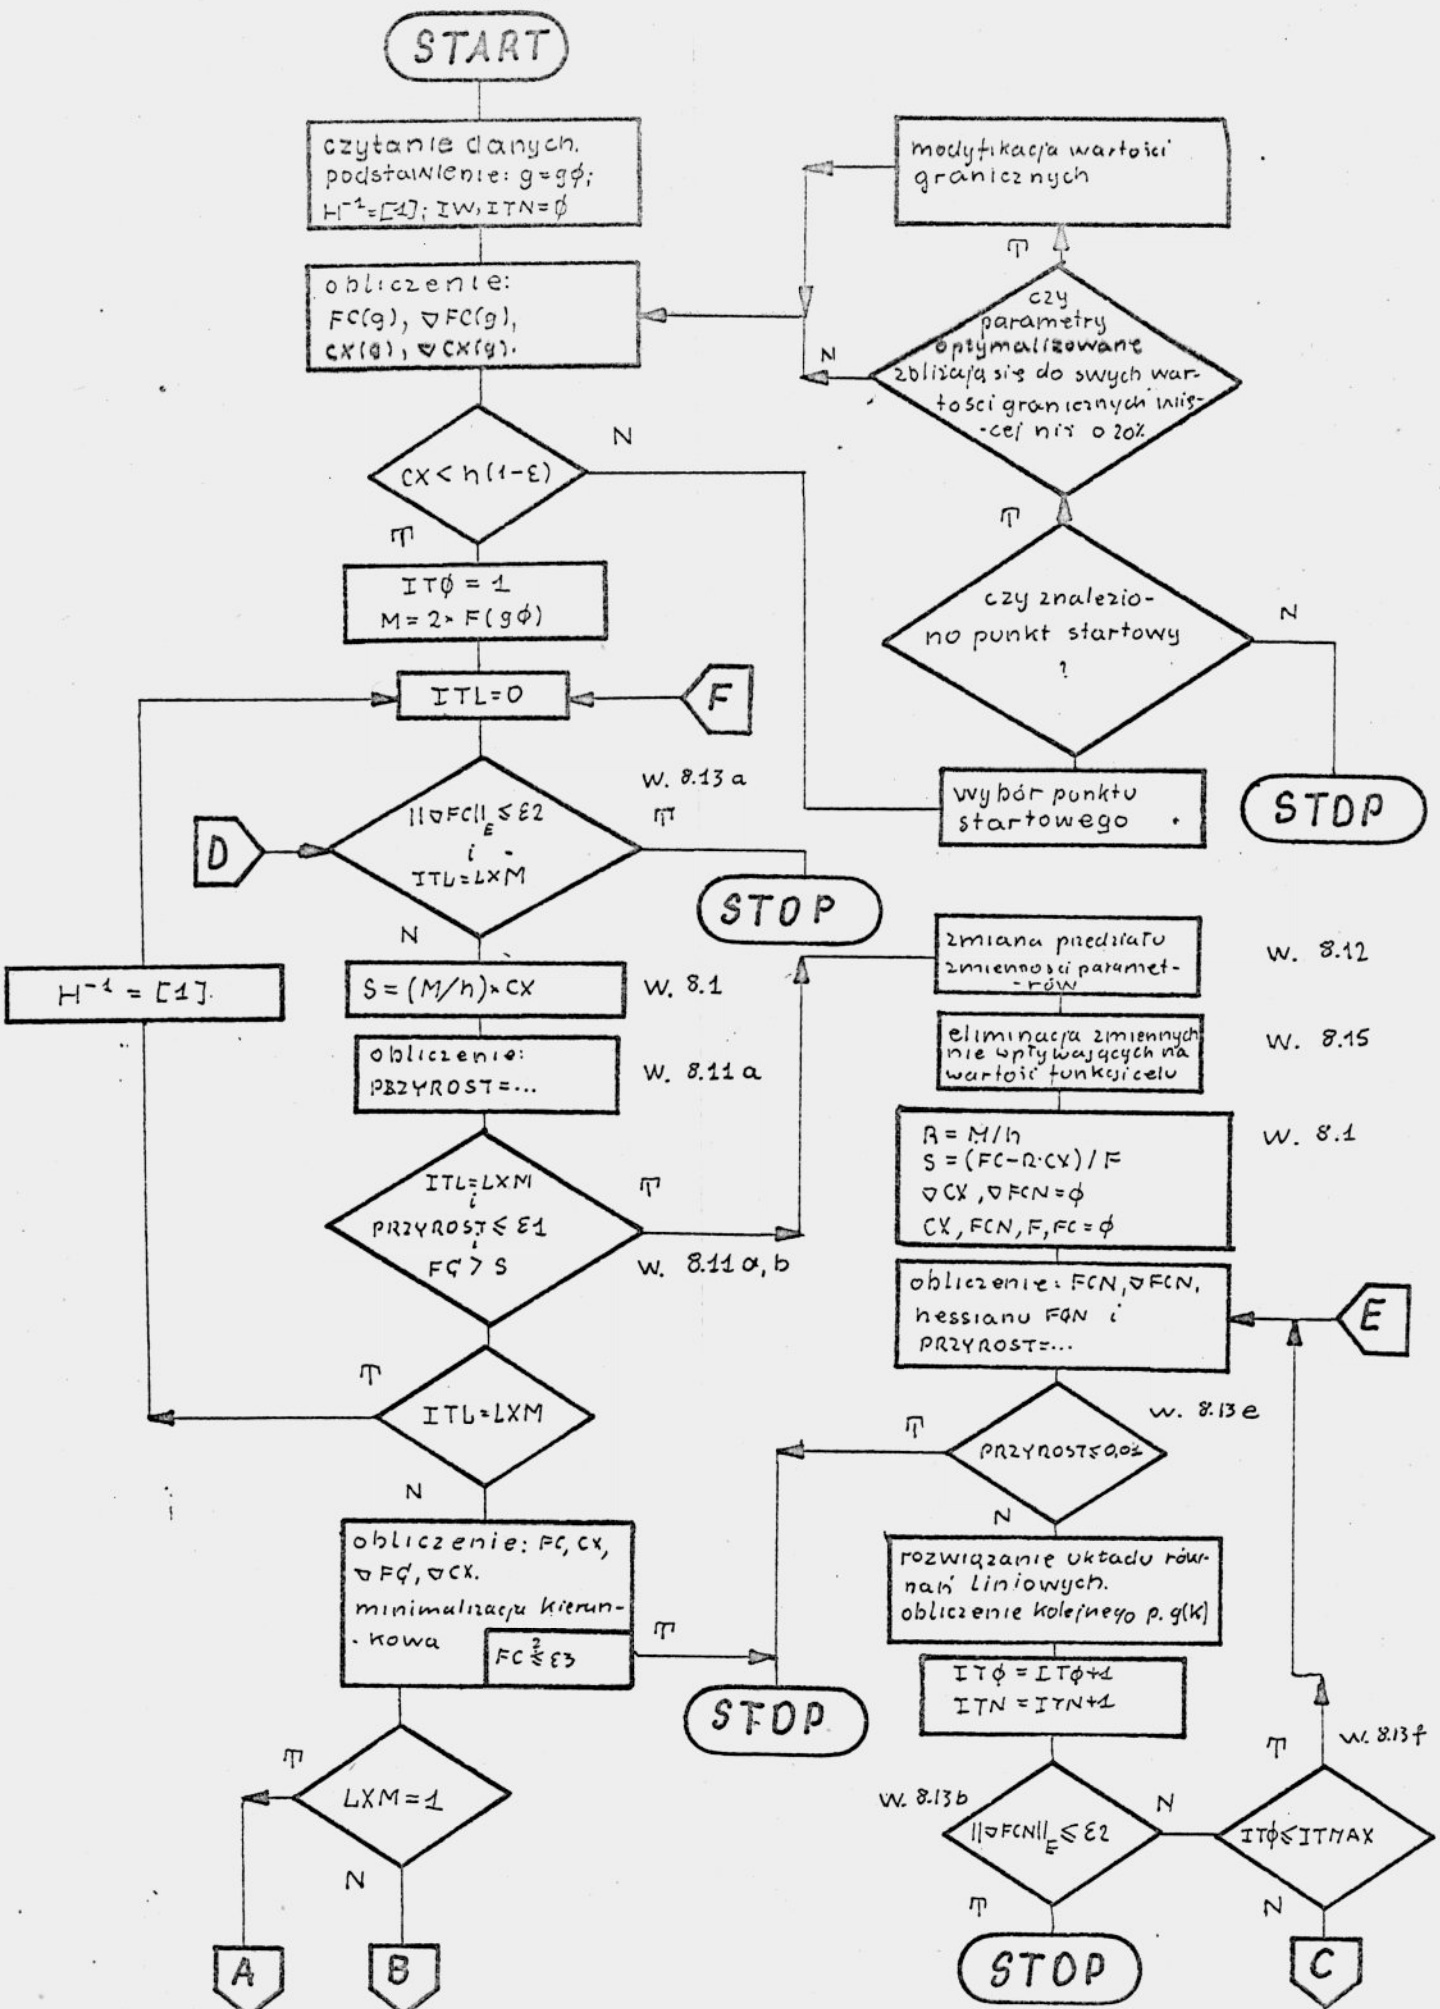 START
czytanie danych.
podstawienie: g=gϕ;
H⁻¹=[1]; IW, ITN=ϕ
obliczenie:
FC(g), ∇FC(g),
CX(g), ∇CX(g).
CX < h(1-ε)
N
T
ITϕ = 1
M = 2× F(gϕ)
ITL=0
F
w. 8.13 a
||∇FC||E ≤ ε2
i
ITL=LXM
T
D
STOP
N
H⁻¹ = [1].
S=(M/h)×CX
w. 8.1
obliczenie:
PRZYROST=...
w. 8.11 a
ITL=LXM
i
PRZYROST ≤ ε1
i
FC > S
T
w. 8.11 a, b
T
ITL=LXM
N
obliczenie: FC, CX,
∇FC, ∇CX.
minimalizacja kierun-
-kowa
FC ≤ ε3
?
T
STOP
T
LXM=1
N
A
B
modyfikacja wartości
granicznych
T
czy
parametry
optymalizowane
zbliżają się do swych war-
tości granicznych wię-
-cej niż o 20%
N
T
czy znalezio-
no punkt startowy
?
N
wybór punktu
startowego
STOP
zmiana przedziału
zmienności paramet-
-rów
w. 8.12
eliminacja zmiennych
nie wpływających na
wartość funkcji celu
w. 8.15
R = M/h
S = (FC-R·CX) / F
∇CX, ∇FCN=ϕ
CX, FCN, F, FC=ϕ
w. 8.1
obliczenie: FCN, ∇FCN,
hessianu FCN i
PRZYROST=...
E
w. 8.13 e
T
PRZYROST≤0,01
N
rozwiązanie układu rów-
nań liniowych.
obliczenie kolejnego p. g(k)
ITϕ = ITϕ+1
ITN = ITN+1
w. 8.13 b
||∇FCN||E ≤ ε2
N
T
STOP
w. 8.13 f
T
ITϕ≤ITMAX
N
C